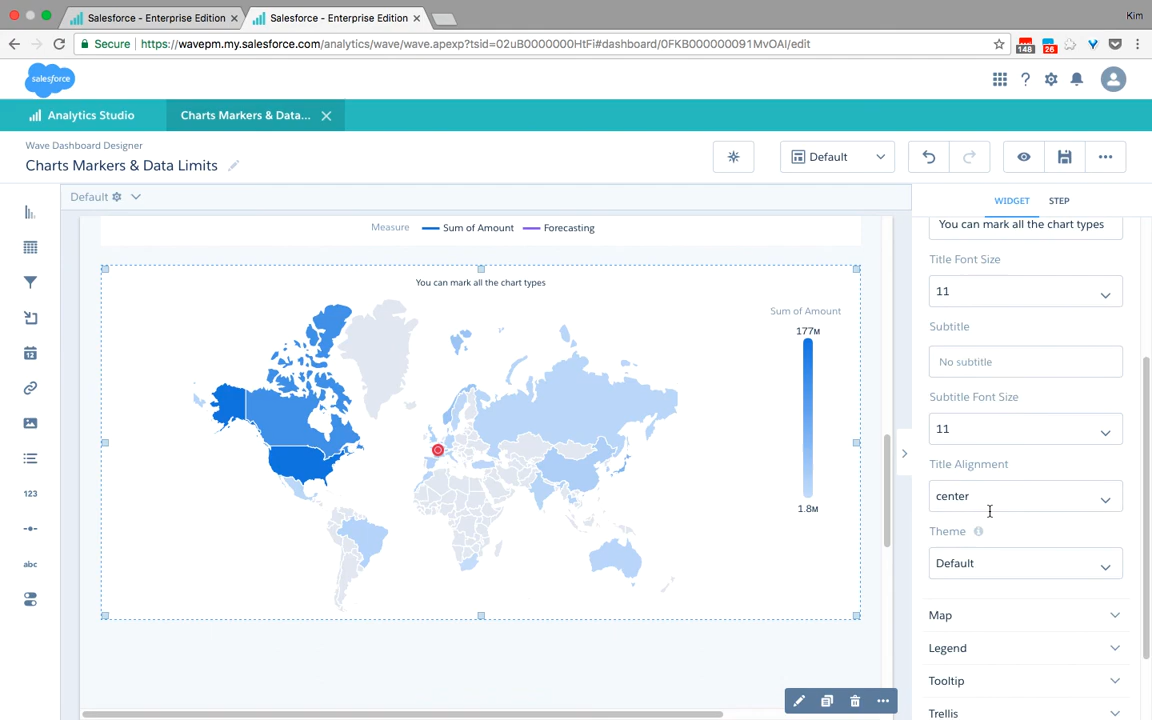 Salesforce - Enterprise Edition
Salesforce - Enterprise Edition
Kim
Secure
https://wavepm.my.salesforce.com/analytics/wave/wave.apexp?tsid=02uB0000000HtFi#dashboard/0FKB000000091MvOAI/edit
148
26
salesforce
Analytics Studio
Charts Markers & Data...
Wave Dashboard Designer
Charts Markers & Data Limits
Default
Default
WIDGET
STEP
Measure
Sum of Amount
Forecasting
You can mark all the chart types
Sum of Amount
177M
1.8M
You can mark all the chart types
Title Font Size
11
Subtitle
No subtitle
Subtitle Font Size
11
Title Alignment
center
Theme
Default
Map
Legend
Tooltip
Trellis
12
123
abc